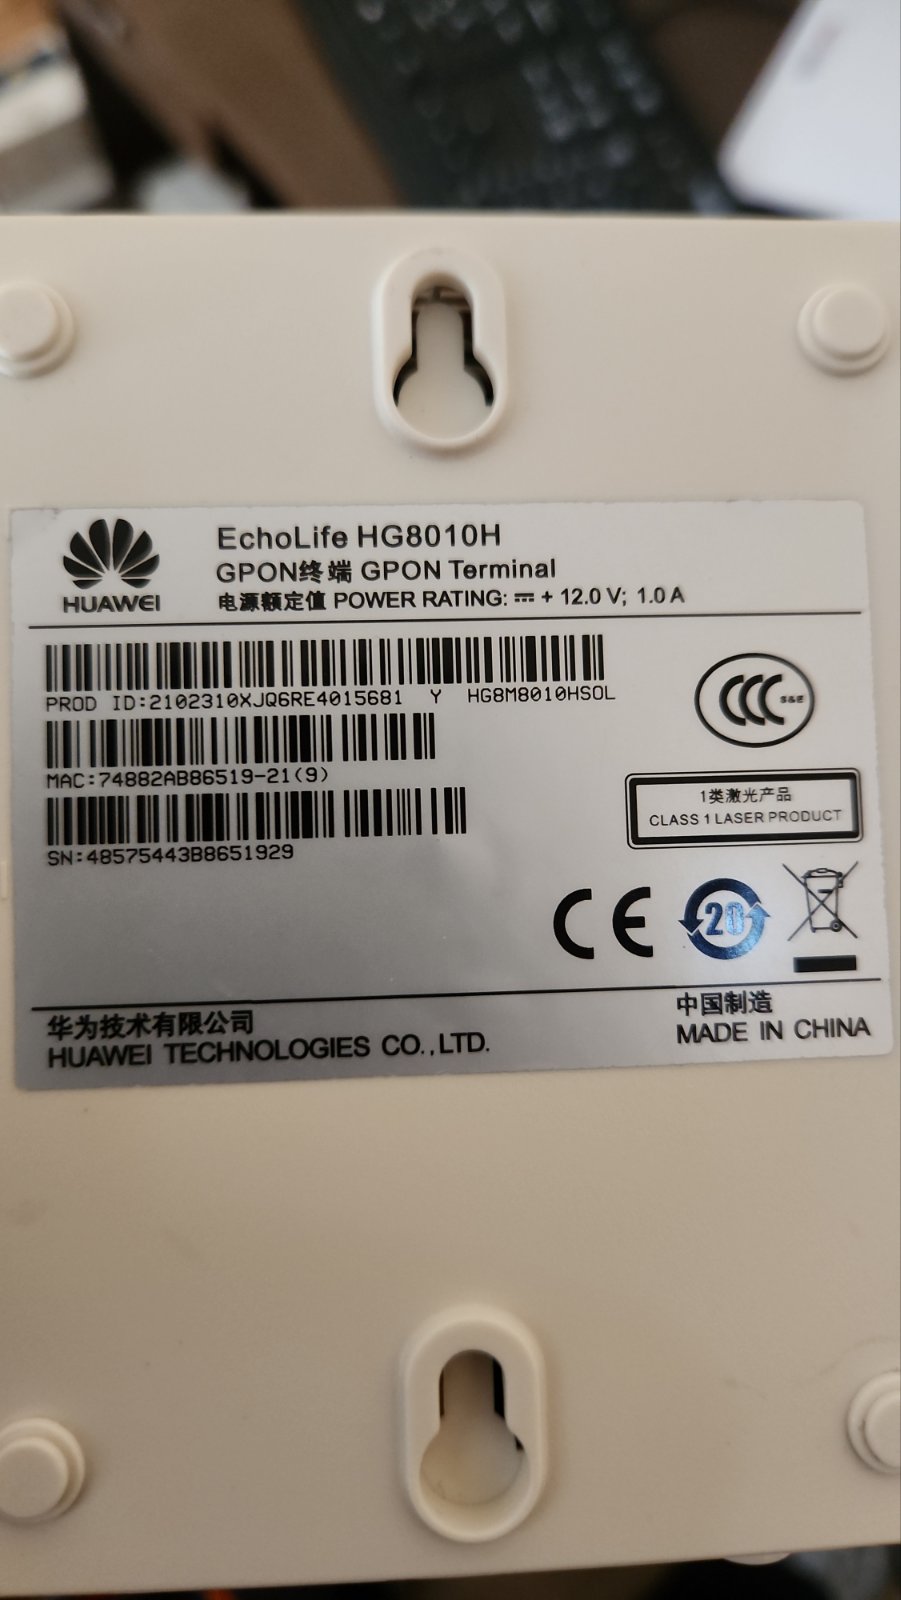 HUAWEI
EchoLife HG8010H
GPON终端 GPON Terminal
电源额定值 POWER RATING: ⎓ + 12.0 V; 1.0 A
PROD ID:2102310XJQ6RE4015681 Y HG8M8010HSOL
MAC:74882AB86519-21(9)
SN:48575443B8651929
CCC S&E
1类激光产品
CLASS 1 LASER PRODUCT
CE
20
华为技术有限公司
HUAWEI TECHNOLOGIES CO.,LTD.
中国制造
MADE IN CHINA